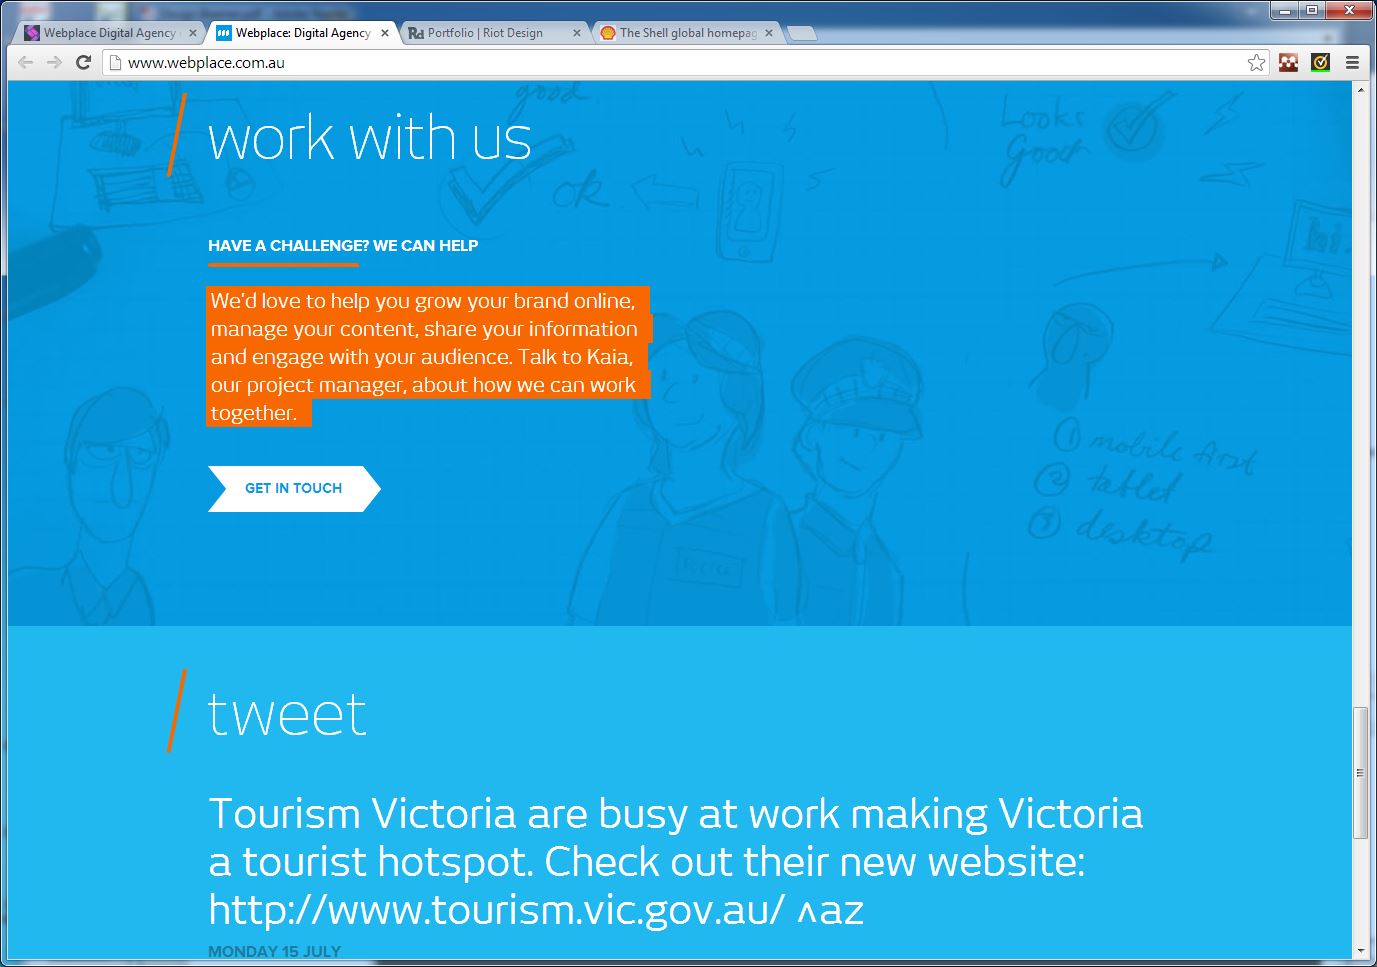 Webplace Digital Agency
Webplace: Digital Agency
Rd Portfolio | Riot Design
The Shell global homepag
www.webplace.com.au
good
Looks
Good
work with us
ok
HAVE A CHALLENGE? WE CAN HELP
We'd love to help you grow your brand online,
manage your content, share your information
and engage with your audience. Talk to Kaia,
our project manager, about how we can work
together.
1 mobile first
2 tablet
3 desktop
GET IN TOUCH
POLICE
tweet
Tourism Victoria are busy at work making Victoria
a tourist hotspot. Check out their new website:
http://www.tourism.vic.gov.au/ ^az
MONDAY 15 JULY